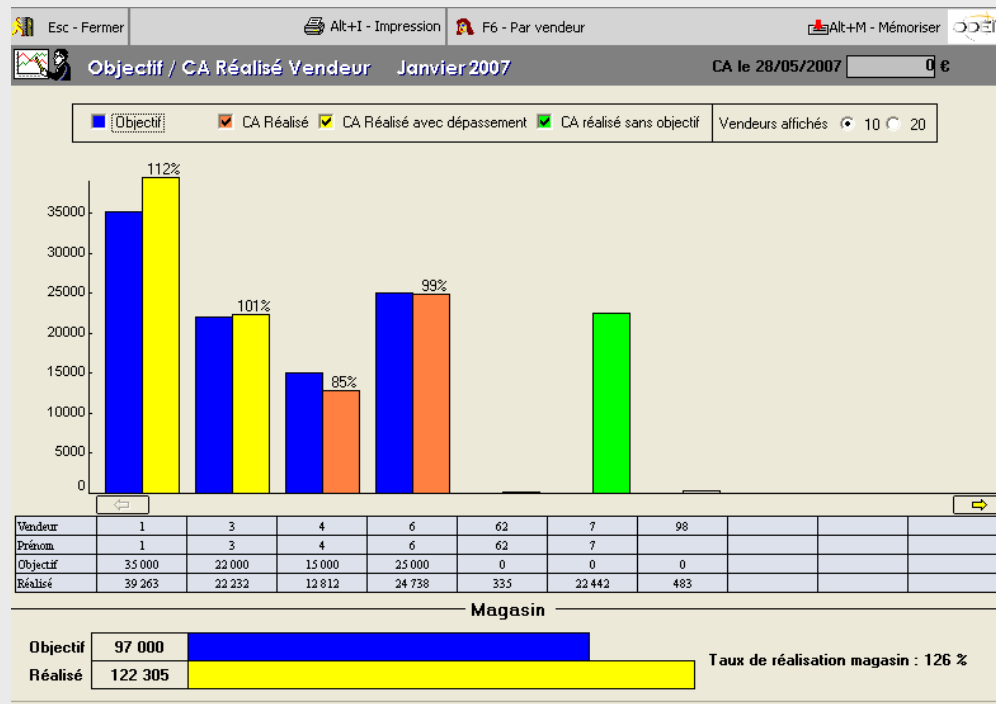 Esc - Fermer Alt+I - Impression F6 - Par vendeur Alt+M - Mémoriser
Objectif / CA Réalisé Vendeur Janvier 2007 CA le 28/05/2007 0 €
Objectif CA Réalisé CA Réalisé avec dépassement CA réalisé sans objectif Vendeurs affichés 10 20
112%
35000
30000
25000 99%
101%
20000
15000 85%
10000
5000
0
Vendeur 1 3 4 6 62 7 98
Prénom 1 3 4 6 62 7
Objectif 35 000 22 000 15 000 25 000 0 0 0
Réalisé 39 263 22 232 12 812 24 738 335 22 442 483
Magasin
Objectif 97 000
Taux de réalisation magasin : 126 %
Réalisé 122 305